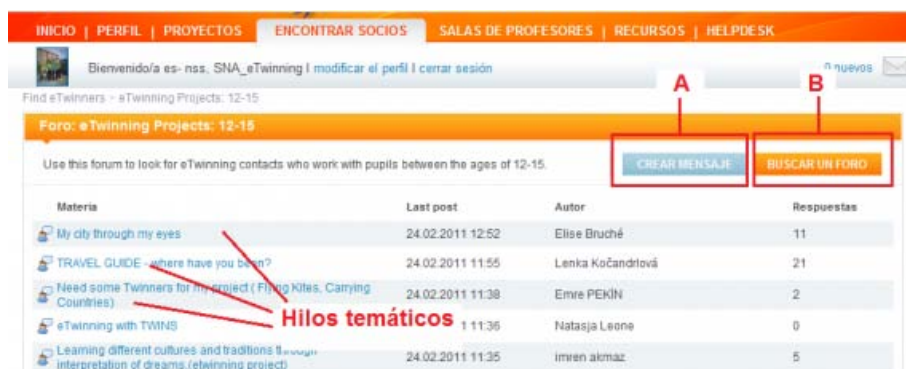 INICIO | PERFIL | PROYECTOS ENCONTRAR SOCIOS SALAS DE PROFESORES | RECURSOS | HELPDESK
Bienvenido/a es- nss, SNA_eTwinning I modificar el perfil I cerrar sesión 0 nuevos
Find eTwinners - eTwinning Projects: 12-15
A B
Foro: eTwinning Projects: 12-15
Use this forum to look for eTwinning contacts who work with pupils between the ages of 12-15. CREAR MENSAJE BUSCAR UN FORO
Materia Last post Autor Respuestas
My city through my eyes 24.02.2011 12:52 Elise Bruché 11
TRAVEL GUIDE - where have you been? 24.02.2011 11:55 Lenka Kočandrlová 21
Need some Twinners for my project ( Flying Kites, Carrying
Countries) 24.02.2011 11:38 Emre PEKİN 2
Hilos temáticos
eTwinning with TWINS 1 11:36 Natasja Leone 0
Learning different cultures and traditions through
interpretation of dreams.(etwinning project) 24.02.2011 11:35 imren akmaz 5